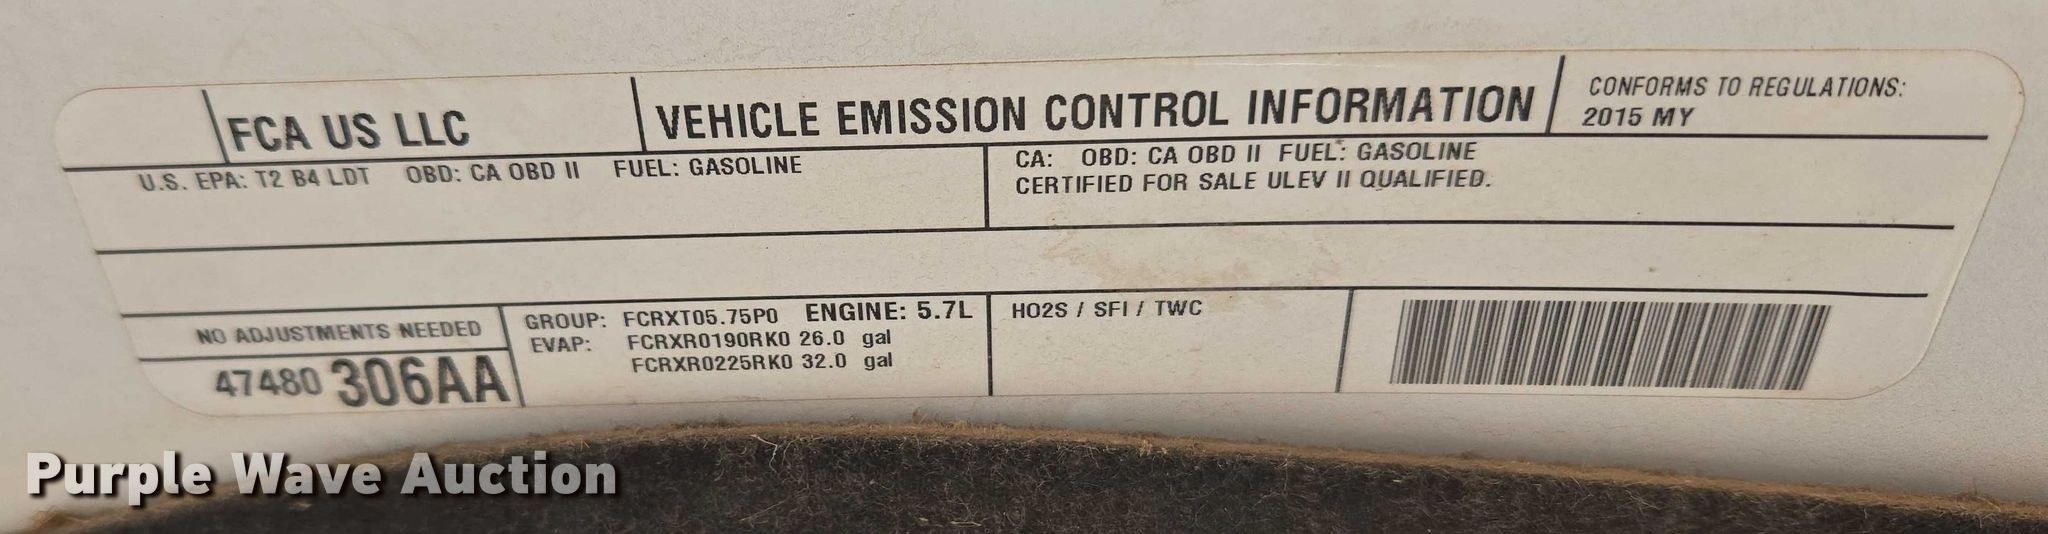 FCA US LLC
VEHICLE EMISSION CONTROL INFORMATION
CONFORMS TO REGULATIONS:
2015 MY
U.S. EPA: T2 B4 LDT OBD: CA OBD II FUEL: GASOLINE
CA: OBD: CA OBD II FUEL: GASOLINE
CERTIFIED FOR SALE ULEV II QUALIFIED.
NO ADJUSTMENTS NEEDED
47480 306AA
GROUP: FCRXT05.75P0 ENGINE: 5.7L
EVAP: FCRXR0190RK0 26.0 gal
FCRXR0225RK0 32.0 gal
HO2S / SFI / TWC
Purple Wave Auction